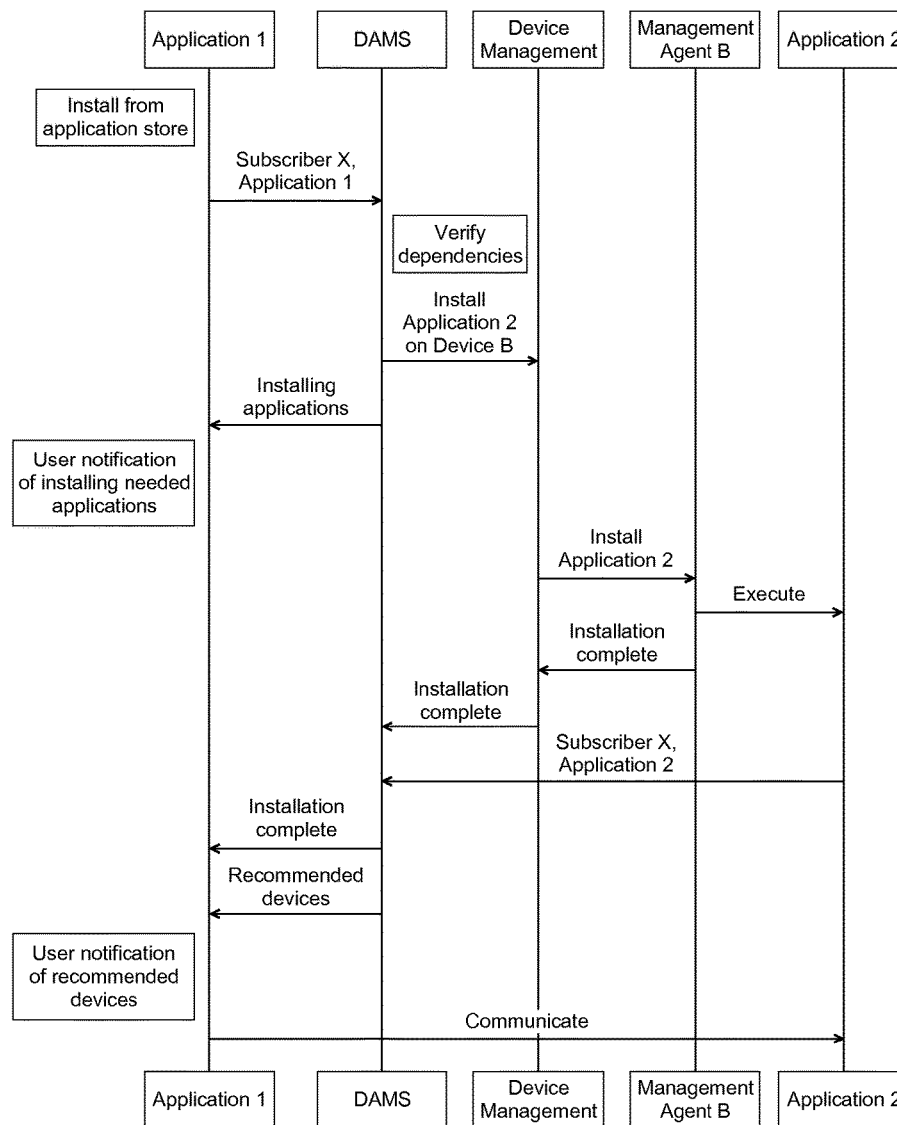 Application 1
DAMS
Device
Management
Management
Agent B
Application 2
Install from
application store
Subscriber X,
Application 1
Verify
dependencies
Install
Application 2
on Device B
Installing
applications
User notification
of installing needed
applications
Install
Application 2
Execute
Installation
complete
Installation
complete
Subscriber X,
Application 2
Installation
complete
Recommended
devices
User notification
of recommended
devices
Communicate
Application 1
DAMS
Device
Management
Management
Agent B
Application 2